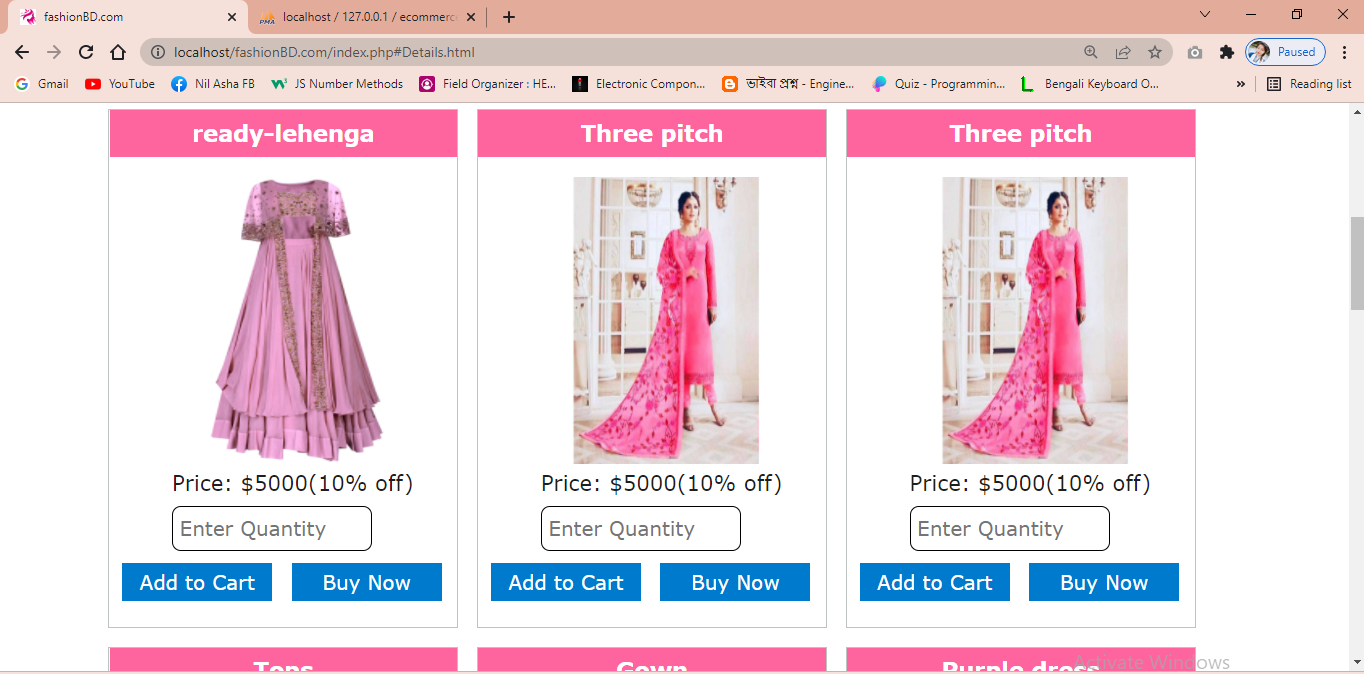 fashionBD.com
PMA localhost / 127.0.0.1 / ecommerc
localhost/fashionBD.com/index.php#Details.html
Paused
Gmail YouTube Nil Asha FB JS Number Methods Field Organizer : HE... Electronic Compon... ভাইবা প্রশ্ন - Engine... Quiz - Programmin... Bengali Keyboard O... » Reading list
ready-lehenga
Three pitch
Three pitch
Price: $5000(10% off)
Price: $5000(10% off)
Price: $5000(10% off)
Enter Quantity
Enter Quantity
Enter Quantity
Add to Cart Buy Now
Add to Cart Buy Now
Add to Cart Buy Now
Tops
Gown
Purple dress
Activate Windows